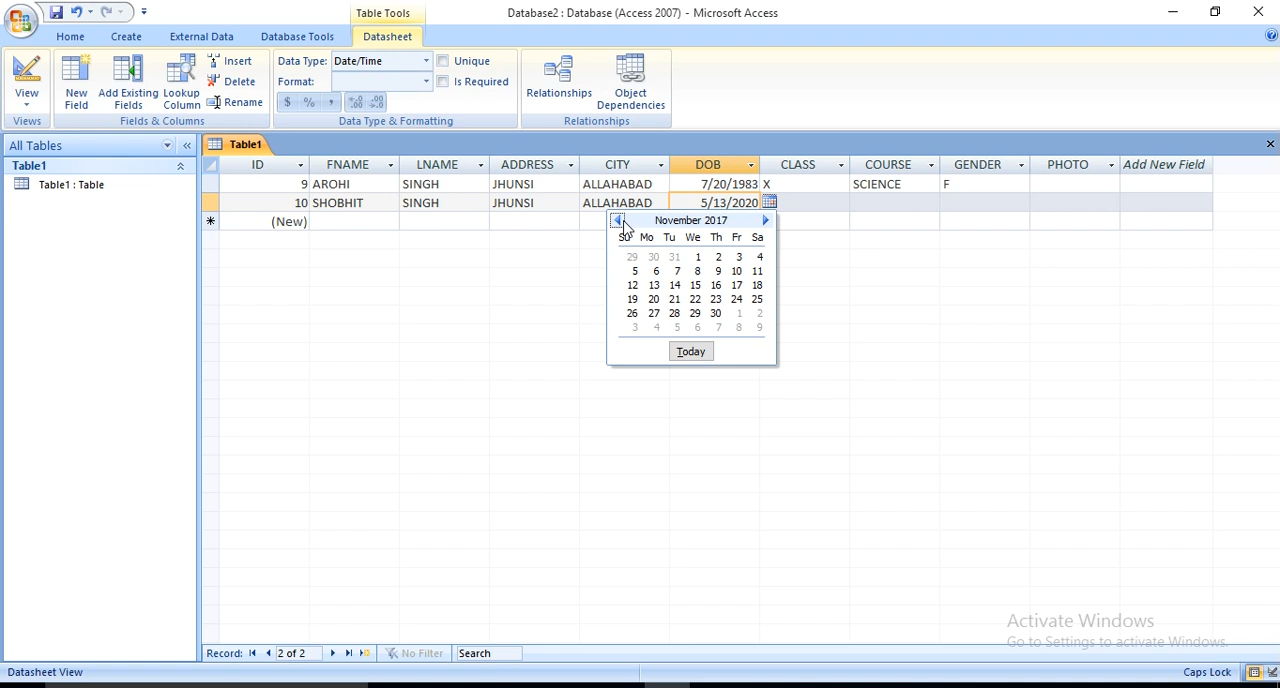 Table Tools
Database2 : Database (Access 2007) - Microsoft Access
Home Create External Data Database Tools Datasheet
View
Views
New Field
Add Existing Fields
Lookup Column
Insert
Delete
Rename
Fields & Columns
Data Type: Date/Time
Format:
$ % ,
Unique
Is Required
Data Type & Formatting
Relationships
Object Dependencies
Relationships
All Tables
Table1
Table1 : Table
Table1
ID FNAME LNAME ADDRESS CITY DOB CLASS COURSE GENDER PHOTO Add New Field
9 AROHI SINGH JHUNSI ALLAHABAD 7/20/1983 X SCIENCE F
10 SHOBHIT SINGH JHUNSI ALLAHABAD 5/13/2020
* (New)
November 2017
Su Mo Tu We Th Fr Sa
29 30 31 1 2 3 4
5 6 7 8 9 10 11
12 13 14 15 16 17 18
19 20 21 22 23 24 25
26 27 28 29 30 1 2
3 4 5 6 7 8 9
Today
Activate Windows
Go to Settings to activate Windows.
Record: 2 of 2 No Filter Search
Datasheet View
Caps Lock